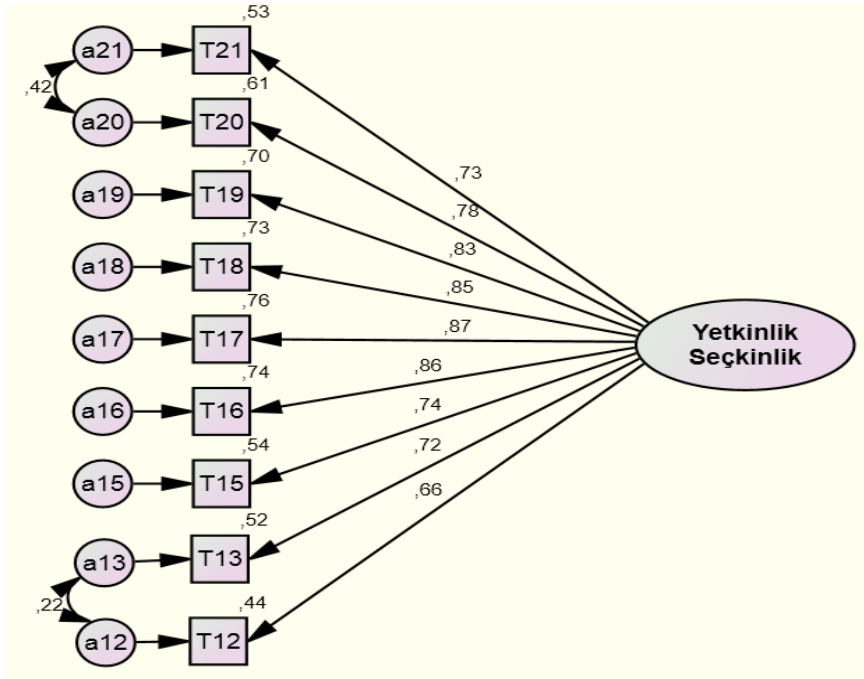 ,53
a21 T21
,42
,61
a20 T20
,70
a19 T19
,73
a18 T18
,76
a17 T17
,74
a16 T16
,54
a15 T15
,52
a13 T13
,22
,44
a12 T12
,73
,78
,83
,85
,87
,86
,74
,72
,66
Yetkinlik
Seçkinlik